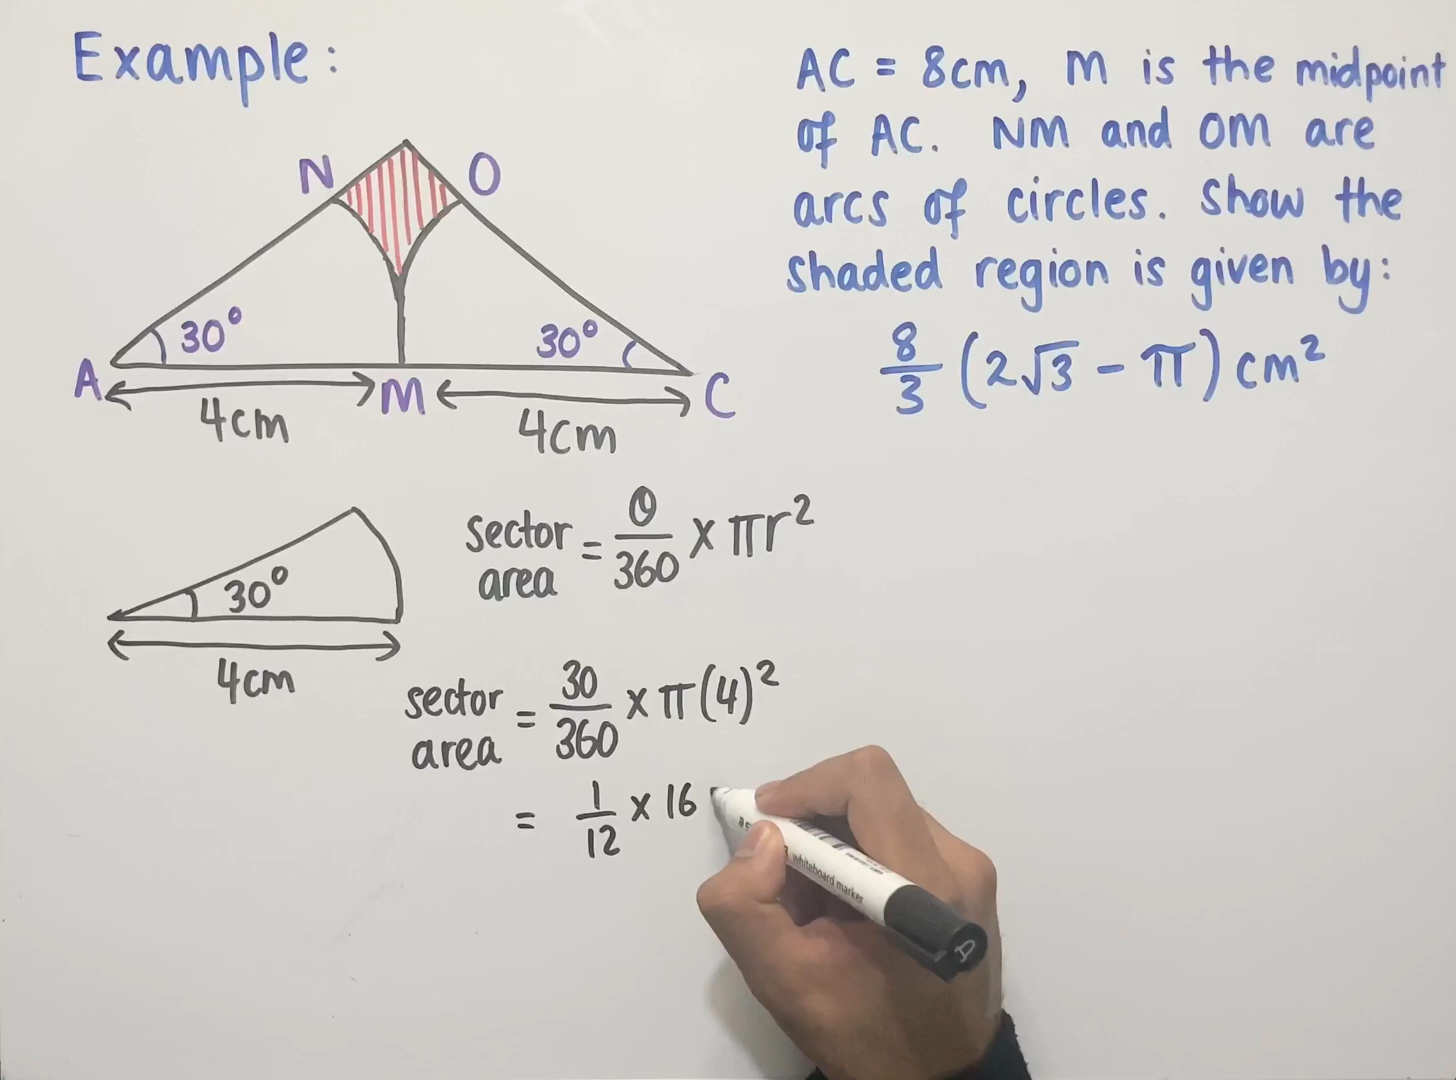 Example:
AC = 8cm, M is the midpoint
of AC. NM and OM are
arcs of circles. Show the
shaded region is given by:
8/3 (2√3 - π) cm²
N O
30° 30°
A M C
4cm 4cm
30°
4cm
sector area = θ/360 × πr²
sector area = 30/360 × π(4)²
= 1/12 × 16
whiteboard marker
D